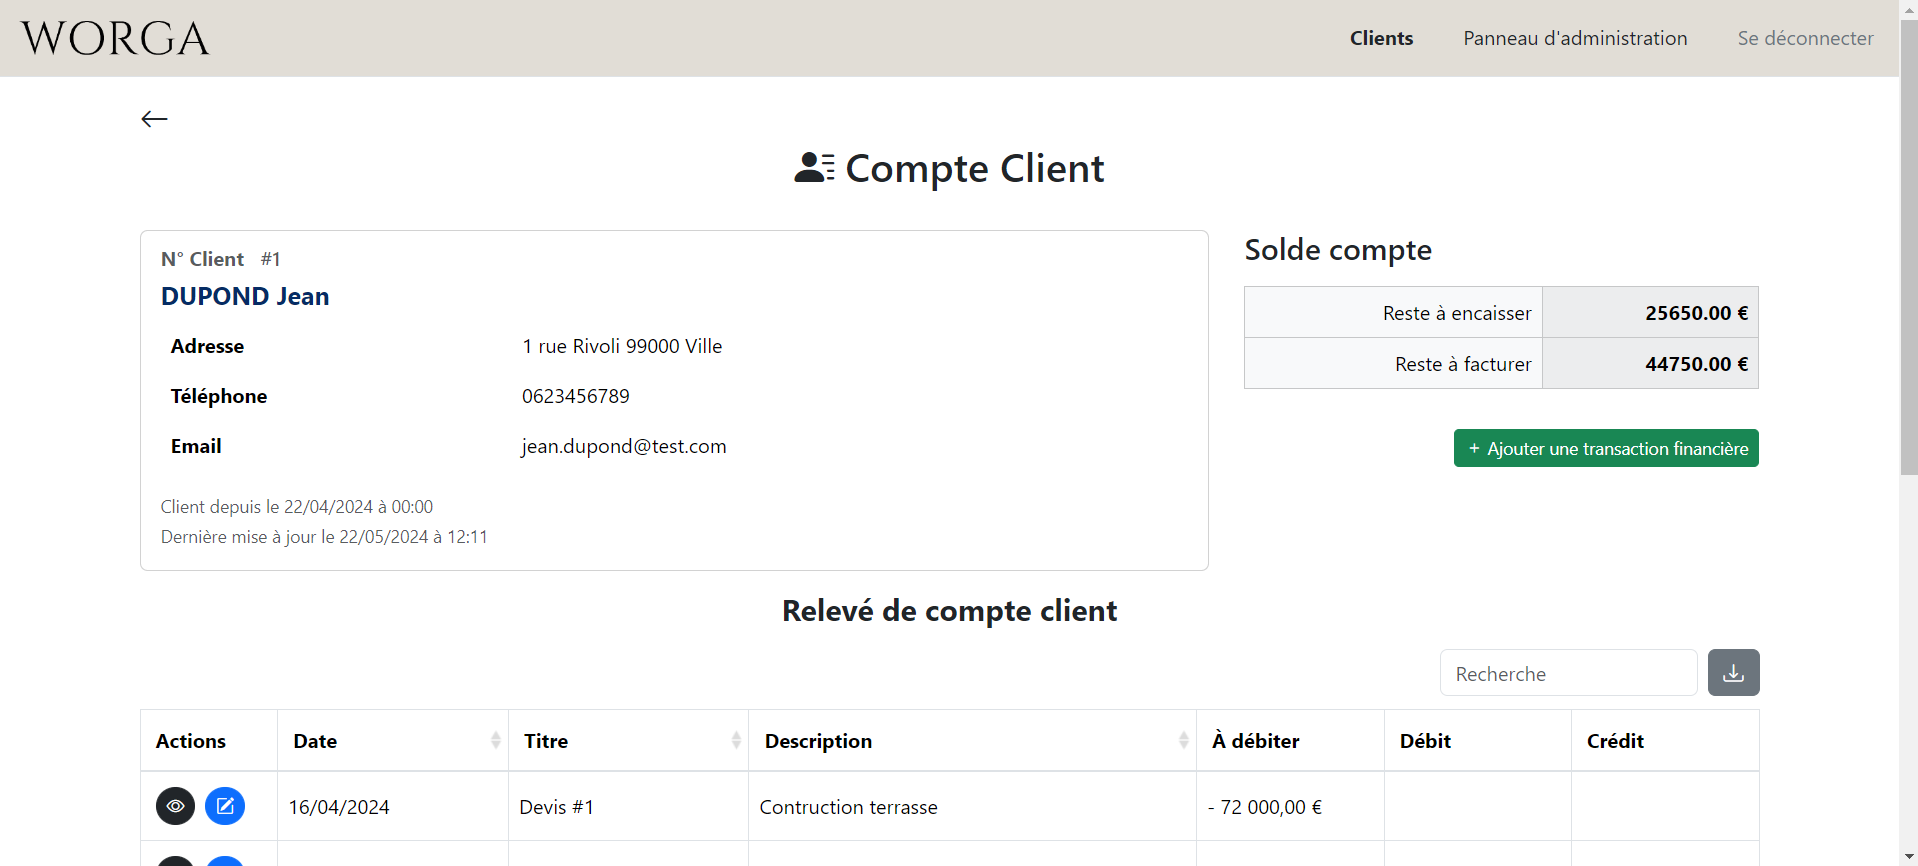 WORGA
Clients Panneau d'administration Se déconnecter
Compte Client
N° Client #1
DUPOND Jean
Adresse 1 rue Rivoli 99000 Ville
Téléphone 0623456789
Email jean.dupond@test.com
Client depuis le 22/04/2024 à 00:00
Dernière mise à jour le 22/05/2024 à 12:11
Solde compte
Reste à encaisser 25650.00 €
Reste à facturer 44750.00 €
+ Ajouter une transaction financière
Relevé de compte client
Recherche
Actions Date Titre Description À débiter Débit Crédit
16/04/2024 Devis #1 Contruction terrasse - 72 000,00 €